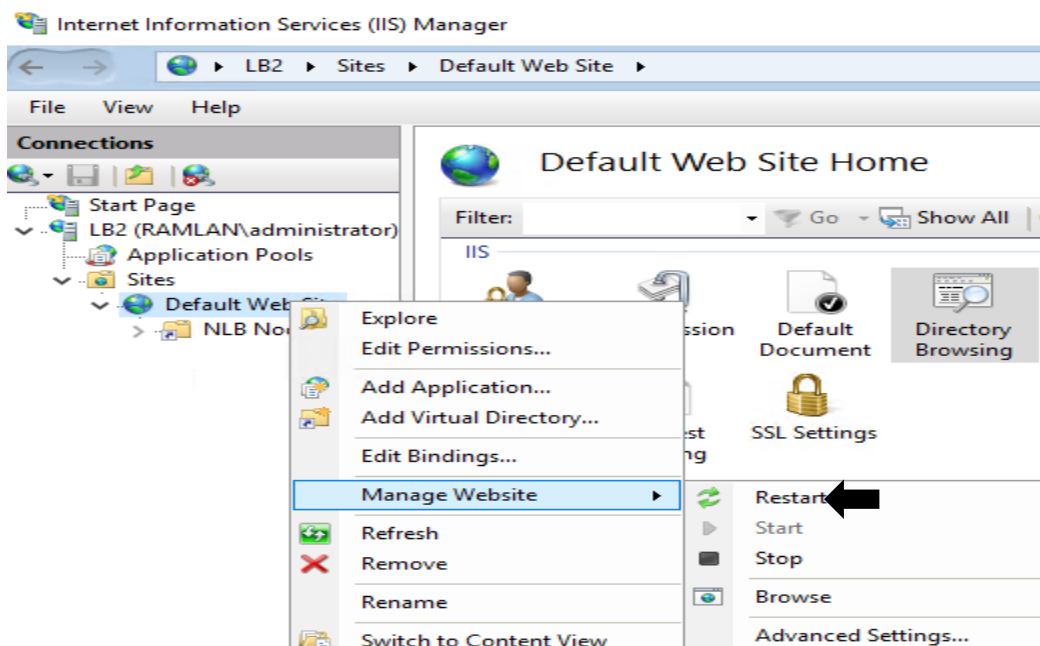 Internet Information Services (IIS) Manager
LB2 Sites Default Web Site
File View Help
Connections
Start Page
LB2 (RAMLAN\administrator)
Application Pools
Sites
Default Web
NLB
Default Web Site Home
Filter:
Go
Show All
IIS
Default
Document
Directory
Browsing
SSL Settings
Explore
Edit Permissions...
Add Application...
Add Virtual Directory...
Edit Bindings...
Manage Website
Refresh
Remove
Rename
Switch to Content View
Restart
Start
Stop
Browse
Advanced Settings...